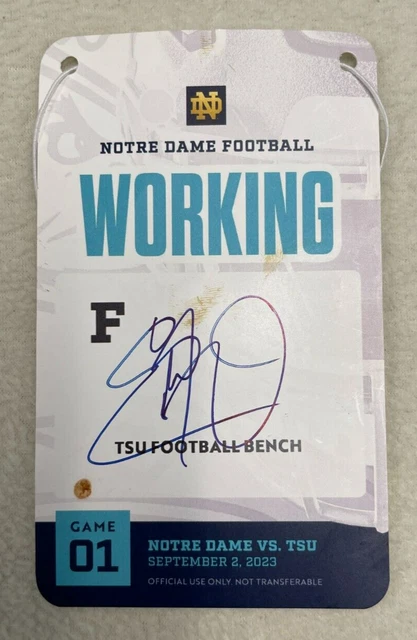 ND
NOTRE DAME FOOTBALL
WORKING
F
TSU FOOTBALL BENCH
GAME
01
NOTRE DAME VS. TSU
SEPTEMBER 2, 2023
OFFICIAL USE ONLY. NOT TRANSFERABLE